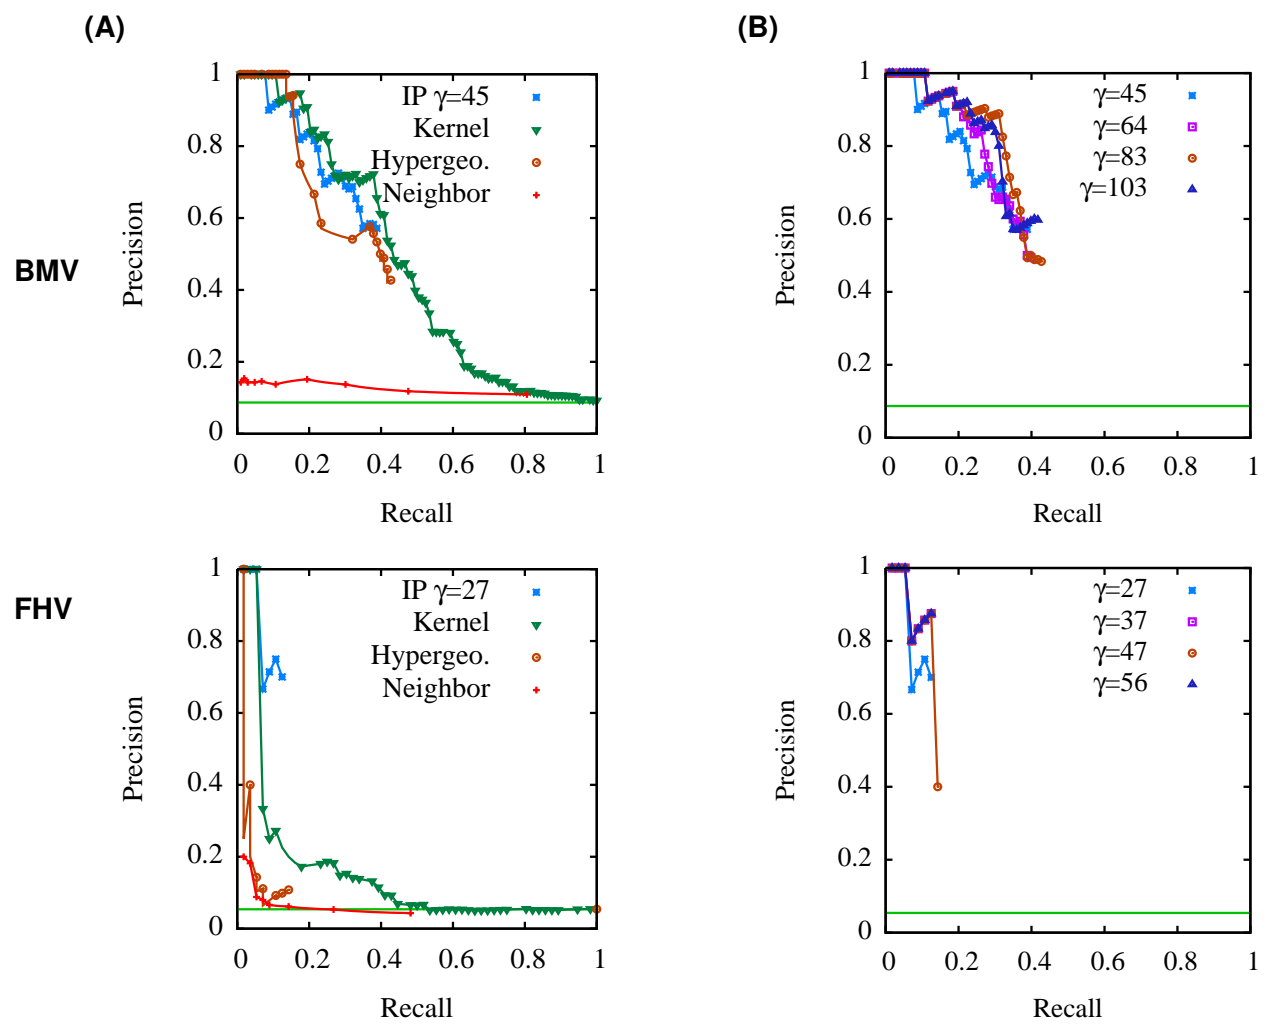 (A)
(B)
BMV
Precision
1
0.8
0.6
0.4
0.2
0
0 0.2 0.4 0.6 0.8 1
Recall
IP γ=45
Kernel
Hypergeo.
Neighbor
Precision
1
0.8
0.6
0.4
0.2
0
0 0.2 0.4 0.6 0.8 1
Recall
γ=45
γ=64
γ=83
γ=103
FHV
Precision
1
0.8
0.6
0.4
0.2
0
0 0.2 0.4 0.6 0.8 1
Recall
IP γ=27
Kernel
Hypergeo.
Neighbor
Precision
1
0.8
0.6
0.4
0.2
0
0 0.2 0.4 0.6 0.8 1
Recall
γ=27
γ=37
γ=47
γ=56